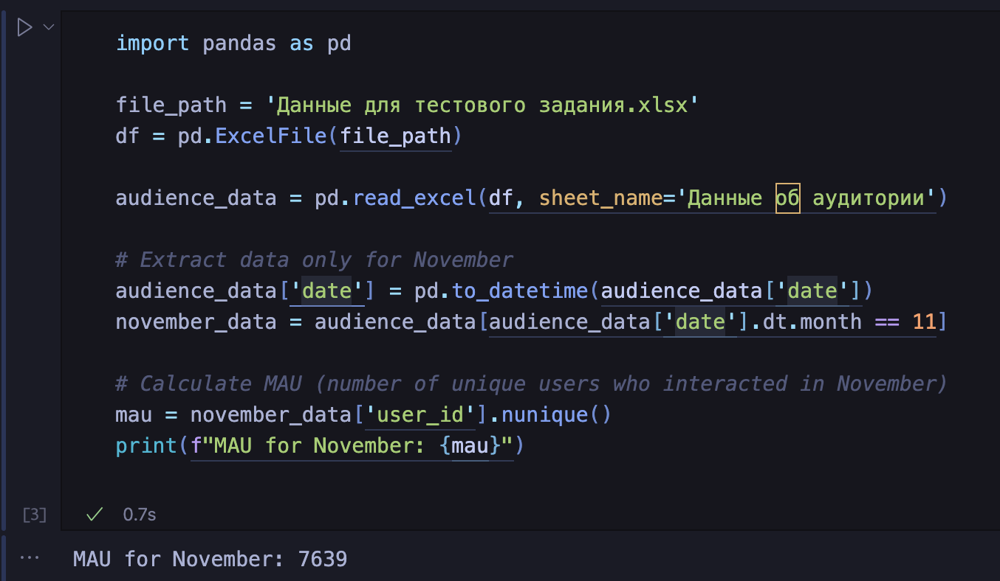 import pandas as pd
file_path = 'Данные для тестового задания.xlsx'
df = pd.ExcelFile(file_path)
audience_data = pd.read_excel(df, sheet_name='Данные об аудитории')
# Extract data only for November
audience_data['date'] = pd.to_datetime(audience_data['date'])
november_data = audience_data[audience_data['date'].dt.month == 11]
# Calculate MAU (number of unique users who interacted in November)
mau = november_data['user_id'].nunique()
print(f"MAU for November: {mau}")
[3] 0.7s
MAU for November: 7639